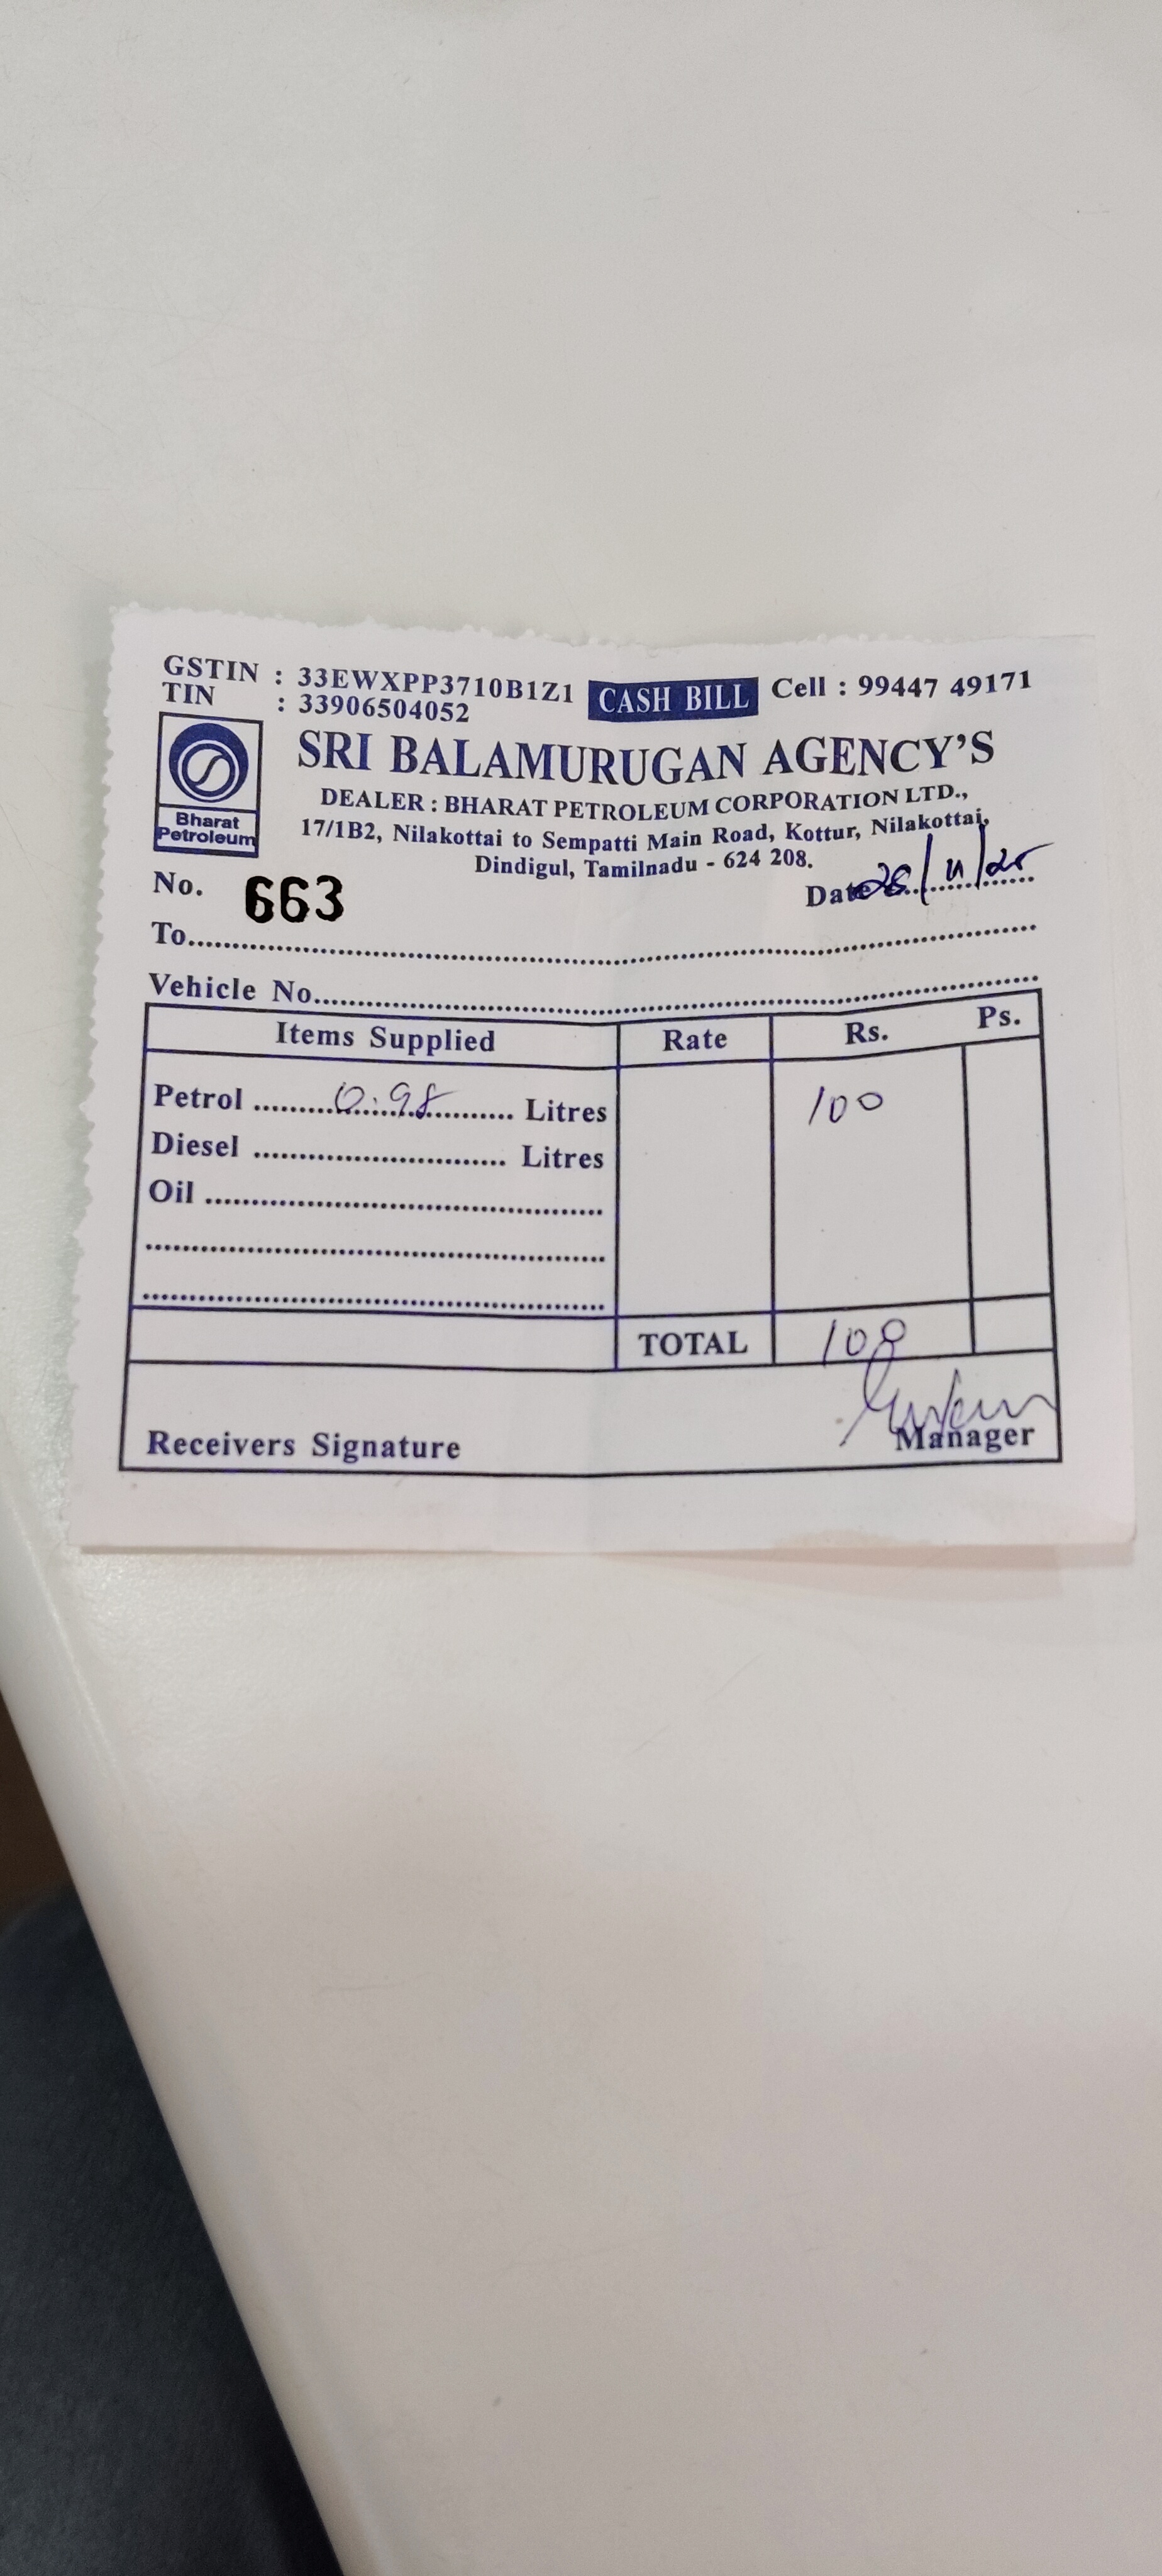 GSTIN : 33EWXPP3710B1Z1 CASH BILL Cell : 99447 49171
TIN : 33906504052
SRI BALAMURUGAN AGENCY'S
DEALER : BHARAT PETROLEUM CORPORATION LTD.,
17/1B2, Nilakottai to Sempatti Main Road, Kottur, Nilakottai,
Dindigul, Tamilnadu - 624 208.
Bharat
Petroleum
No. 663 Date 28/11/25
To
Vehicle No.
Items Supplied Rate Rs. Ps.
Petrol 0.98 Litres 100
Diesel Litres
Oil
TOTAL 100
Receivers Signature Manager